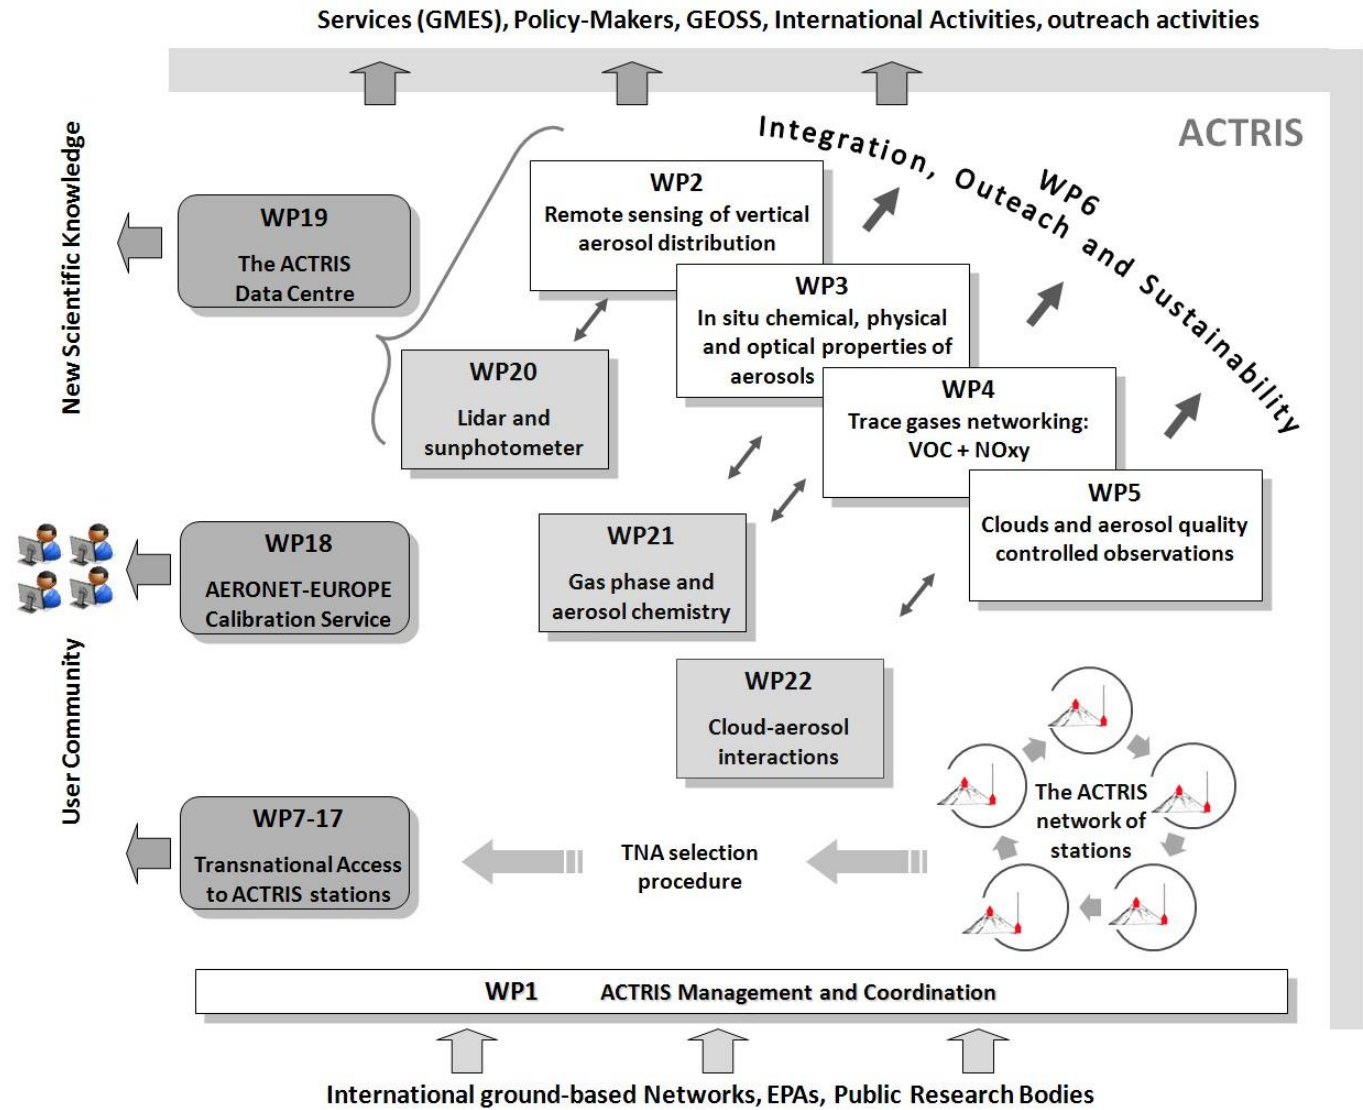 Services (GMES), Policy-Makers, GEOSS, International Activities, outreach activities
ACTRIS
Integration, Outeach and Sustainability
WP6
New Scientific Knowledge
WP19
The ACTRIS
Data Centre
WP2
Remote sensing of vertical
aerosol distribution
WP3
In situ chemical, physical
and optical properties of
aerosols
WP20
Lidar and
sunphotometer
WP4
Trace gases networking:
VOC + NOxy
WP5
Clouds and aerosol quality
controlled observations
WP18
AERONET-EUROPE
Calibration Service
WP21
Gas phase and
aerosol chemistry
User Community
WP22
Cloud-aerosol
interactions
WP7-17
Transnational Access
to ACTRIS stations
TNA selection
procedure
The ACTRIS
network of
stations
WP1 ACTRIS Management and Coordination
International ground-based Networks, EPAs, Public Research Bodies